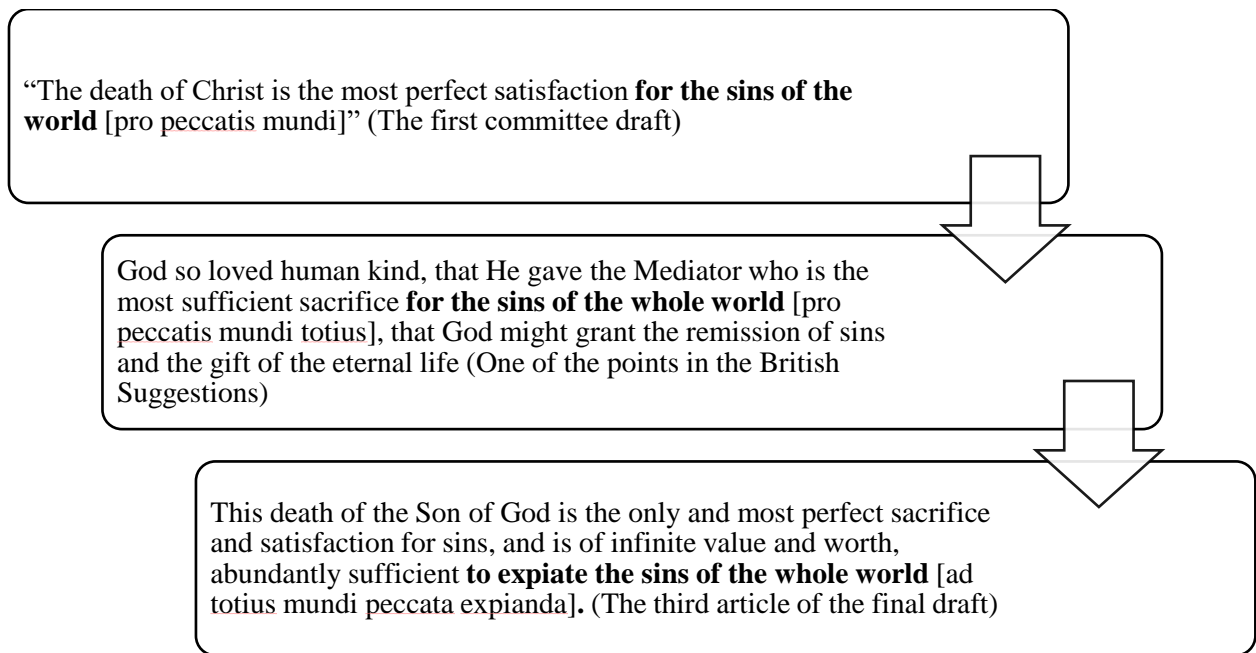 “The death of Christ is the most perfect satisfaction for the sins of the
world [pro peccatis mundi]” (The first committee draft)
God so loved human kind, that He gave the Mediator who is the
most sufficient sacrifice for the sins of the whole world [pro
peccatis mundi totius], that God might grant the remission of sins
and the gift of the eternal life (One of the points in the British
Suggestions)
This death of the Son of God is the only and most perfect sacrifice
and satisfaction for sins, and is of infinite value and worth,
abundantly sufficient to expiate the sins of the whole world [ad
totius mundi peccata expianda]. (The third article of the final draft)